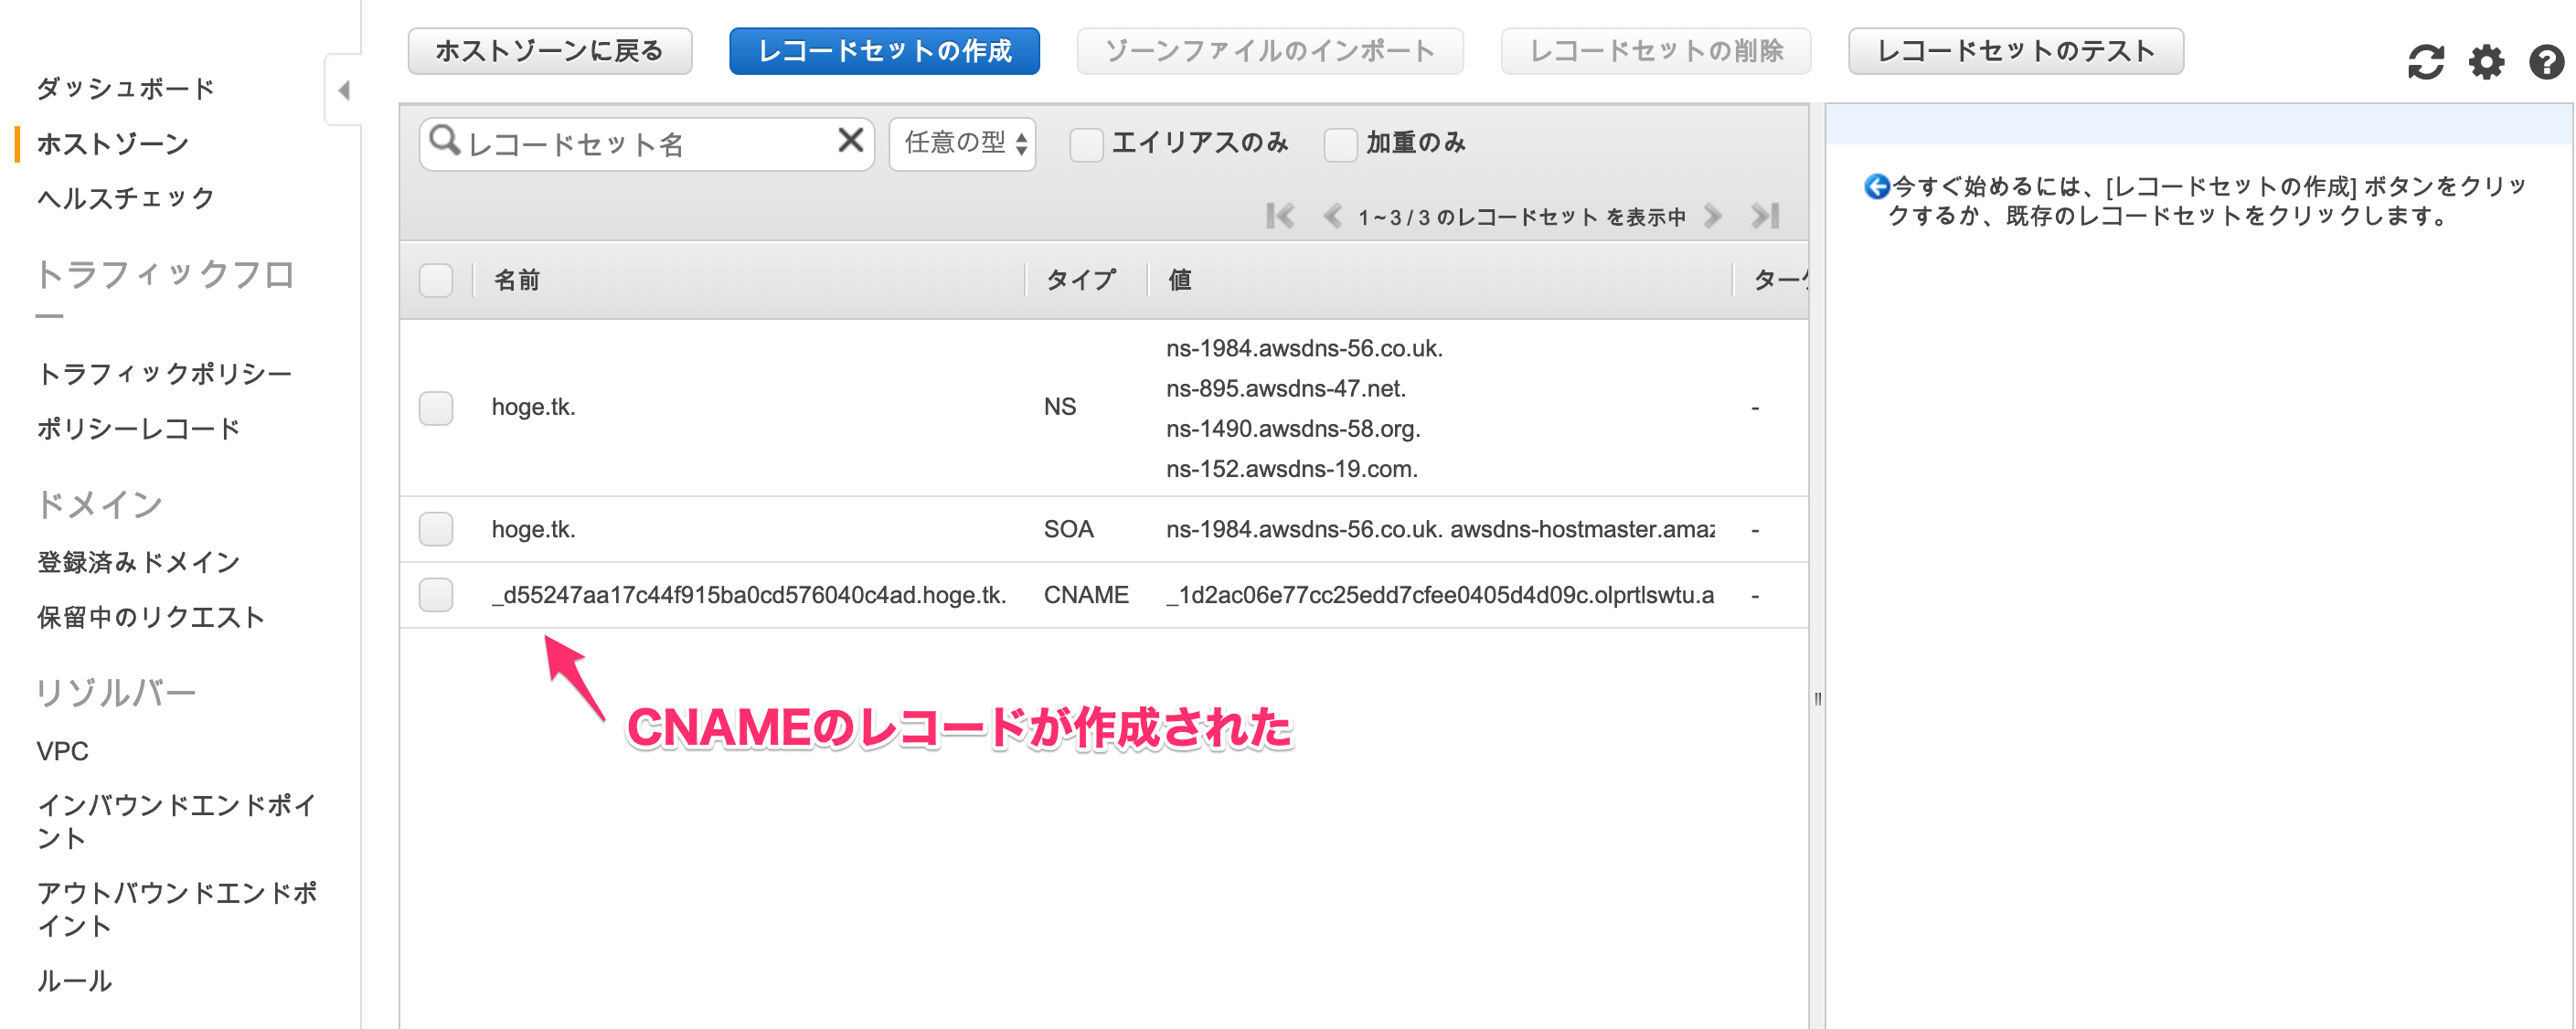 ダッシュボード
ホストゾーン
ヘルスチェック
トラフィックフロ
ー
トラフィックポリシー
ポリシーレコード
ドメイン
登録済みドメイン
保留中のリクエスト
リゾルバー
VPC
インバウンドエンドポイ
ント
アウトバウンドエンドポ
イント
ルール
ホストゾーンに戻る
レコードセットの作成
ゾーンファイルのインポート
レコードセットの削除
レコードセットのテスト
レコードセット名
任意の型
エイリアスのみ
加重のみ
1~3 / 3 のレコードセット を表示中
名前
タイプ
値
ターゲ
hoge.tk.
NS
ns-1984.awsdns-56.co.uk.
ns-895.awsdns-47.net.
ns-1490.awsdns-58.org.
ns-152.awsdns-19.com.
-
hoge.tk.
SOA
ns-1984.awsdns-56.co.uk. awsdns-hostmaster.amaz
-
_d55247aa17c44f915ba0cd576040c4ad.hoge.tk.
CNAME
_1d2ac06e77cc25edd7cfee0405d4d09c.olprtlswtu.a
-
CNAMEのレコードが作成された
今すぐ始めるには、[レコードセットの作成] ボタンをクリッ
クするか、既存のレコードセットをクリックします。